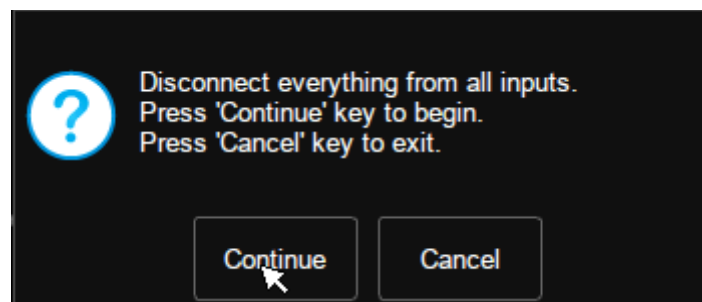 Disconnect everything from all inputs.
Press 'Continue' key to begin.
Press 'Cancel' key to exit.
Continue
Cancel